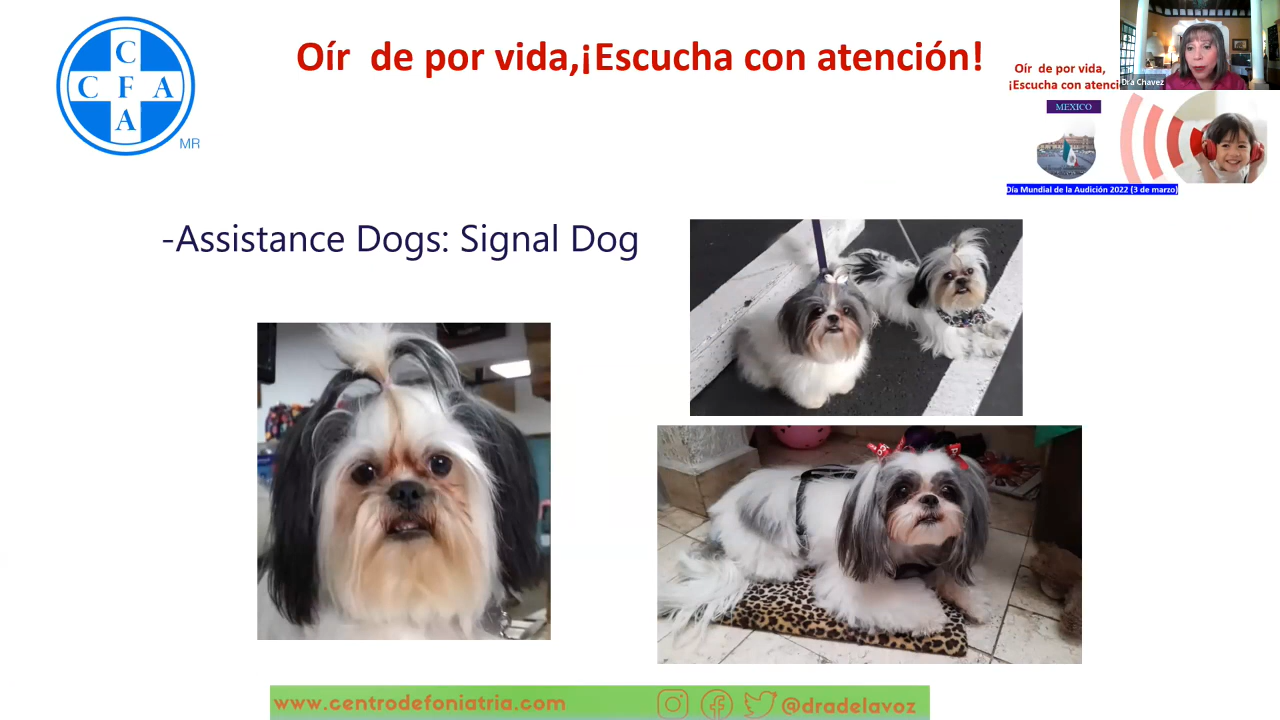 C
C F A
A
MR
Oír de por vida,¡Escucha con atención!
Oír de por vida,
¡Escucha con atenci
Dra Chavez
MEXICO
Día Mundial de la Audición 2022 (3 de marzo)
-Assistance Dogs: Signal Dog
www.centrodefoniatria.com
@dradelavoz